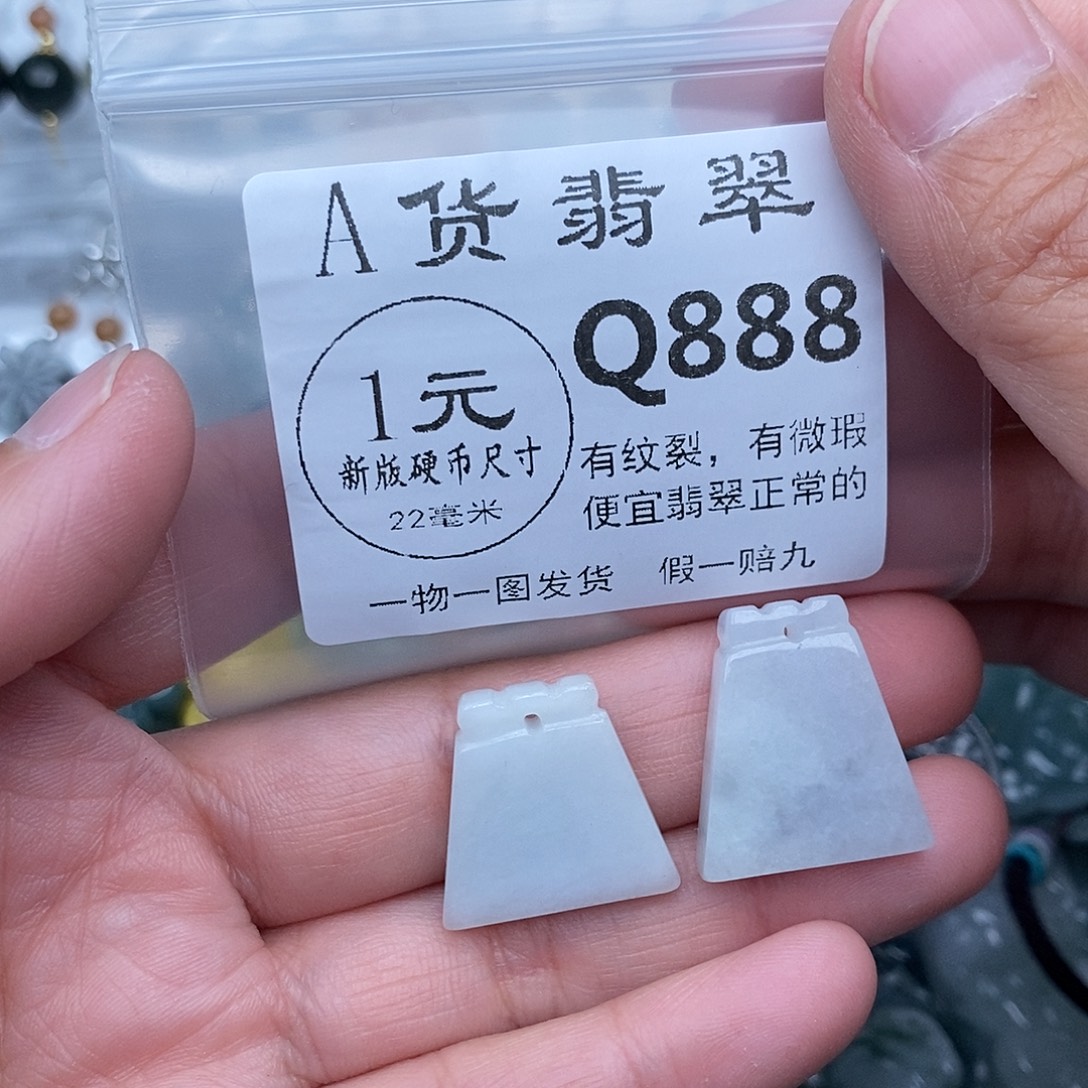 A货翡翠
Q888
1元
新版硬币尺寸
22毫米
有纹裂，有微瑕
便宜翡翠正常的
一物一图发货 假一赔九